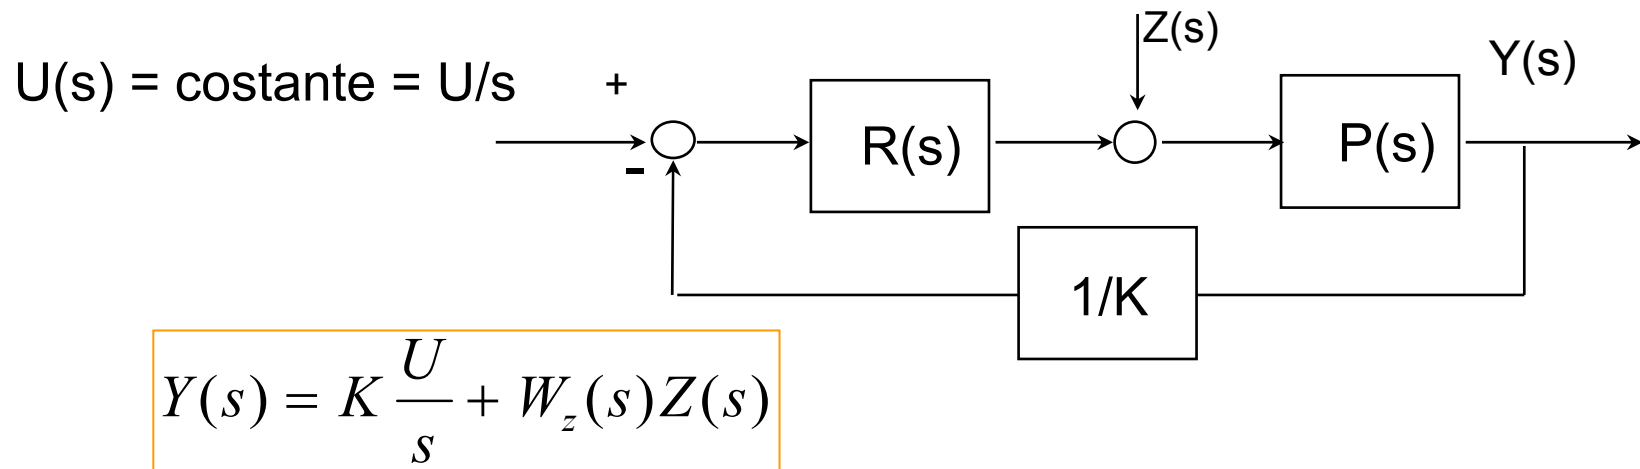 Z(s)
U(s) = costante = U/s
+
Y(s)
-
R(s)
P(s)
1/K
Y(s) = K U/s + W_z(s)Z(s)